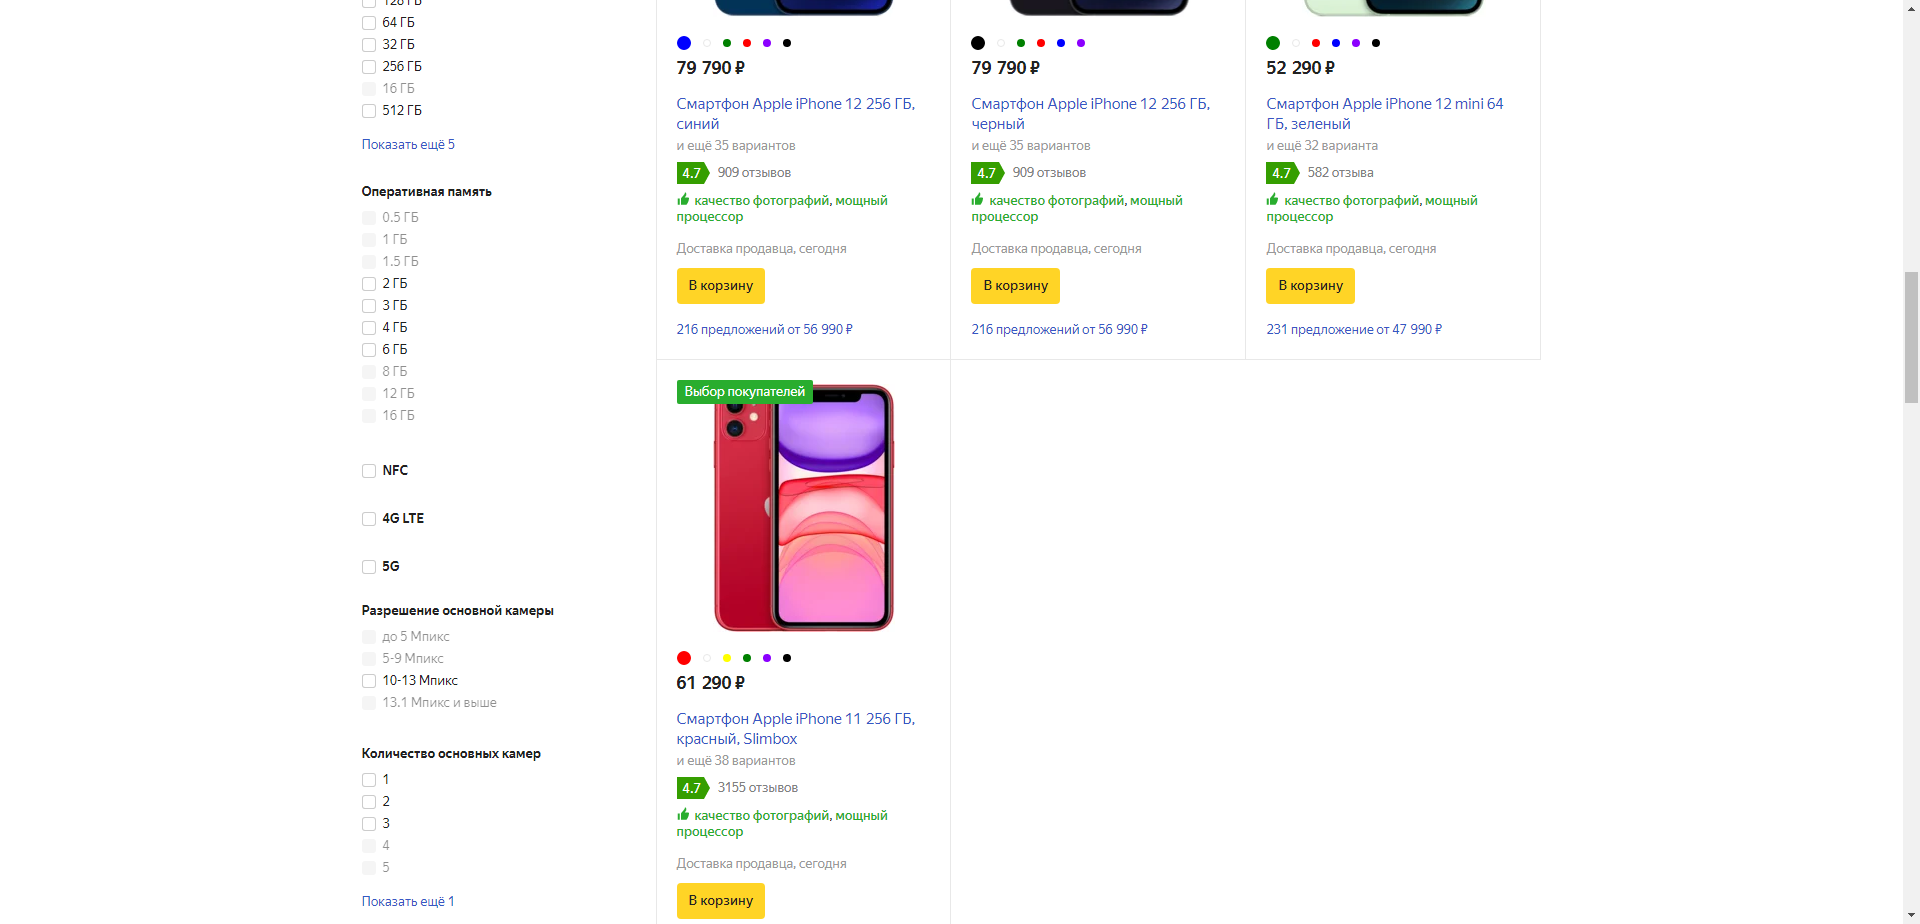 128 ГБ
64 ГБ
32 ГБ
256 ГБ
16 ГБ
512 ГБ
Показать ещё 5
Оперативная память
0.5 ГБ
1 ГБ
1.5 ГБ
2 ГБ
3 ГБ
4 ГБ
6 ГБ
8 ГБ
12 ГБ
16 ГБ
NFC
4G LTE
5G
Разрешение основной камеры
до 5 Мпикс
5-9 Мпикс
10-13 Мпикс
13.1 Мпикс и выше
Количество основных камер
1
2
3
4
5
Показать ещё 1
79 790 ₽
Смартфон Apple iPhone 12 256 ГБ,
синий
и ещё 35 вариантов
4.7 909 отзывов
качество фотографий, мощный
процессор
Доставка продавца, сегодня
В корзину
216 предложений от 56 990 ₽
79 790 ₽
Смартфон Apple iPhone 12 256 ГБ,
черный
и ещё 35 вариантов
4.7 909 отзывов
качество фотографий, мощный
процессор
Доставка продавца, сегодня
В корзину
216 предложений от 56 990 ₽
52 290 ₽
Смартфон Apple iPhone 12 mini 64
ГБ, зеленый
и ещё 32 варианта
4.7 582 отзыва
качество фотографий, мощный
процессор
Доставка продавца, сегодня
В корзину
231 предложение от 47 990 ₽
Выбор покупателей
61 290 ₽
Смартфон Apple iPhone 11 256 ГБ,
красный, Slimbox
и ещё 38 вариантов
4.7 3155 отзывов
качество фотографий, мощный
процессор
Доставка продавца, сегодня
В корзину